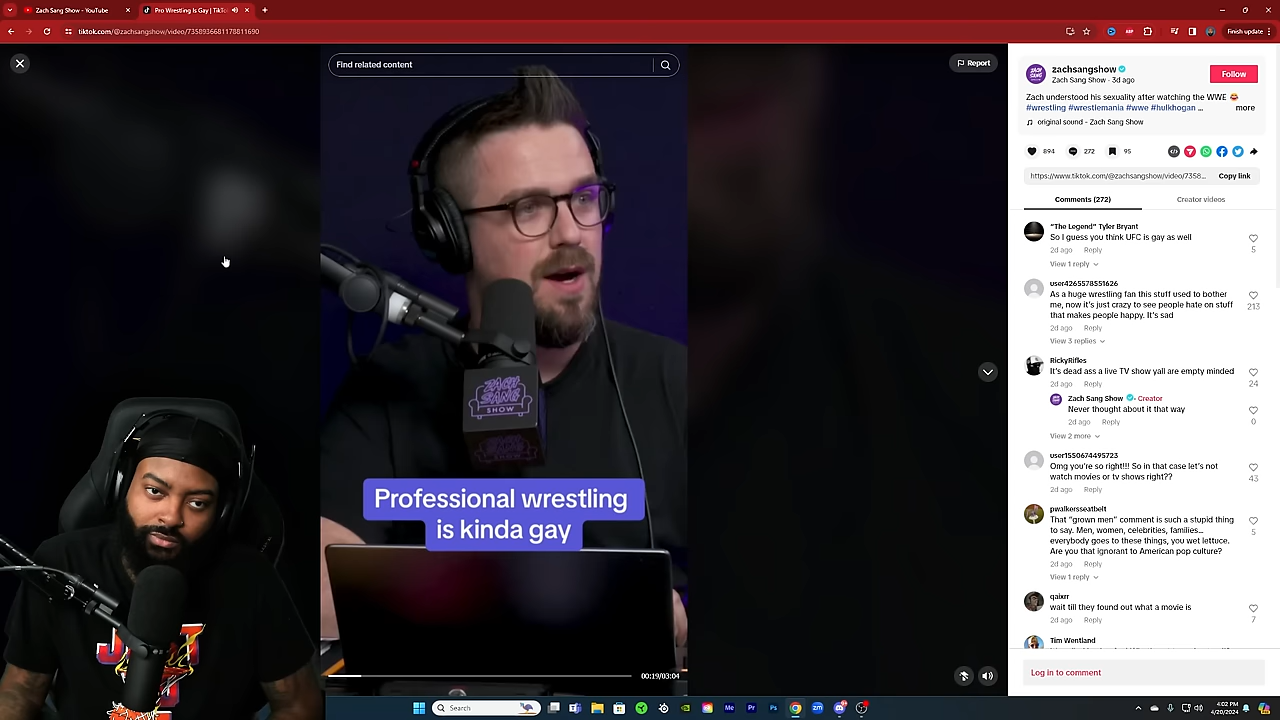 Zach Sang Show - YouTube
Pro Wrestling Is Gay | TikTo
tiktok.com/@zachsangshow/video/7358936681178811690
Finish update
Find related content
Report
zachsangshow
Zach Sang Show · 3d ago
Follow
Zach understood his sexuality after watching the WWE 😂
#wrestling #wrestlemania #wwe #hulkhogan ...
more
original sound - Zach Sang Show
894
272
95
https://www.tiktok.com/@zachsangshow/video/7358...
Copy link
Comments (272)
Creator videos
"The Legend" Tyler Bryant
So I guess you think UFC is gay as well
2d ago Reply
5
View 1 reply
user4265578551626
As a huge wrestling fan this stuff used to bother
me, now it's just crazy to see people hate on stuff
that makes people happy. It's sad
213
2d ago Reply
View 3 replies
RickyRifles
It's dead ass a live TV show yall are empty minded
2d ago Reply
24
Zach Sang Show · Creator
Never thought about it that way
2d ago Reply
0
View 2 more
user1550674495723
Omg you're so right!!! So in that case let's not
watch movies or tv shows right??
43
2d ago Reply
pwalkersseatbelt
That "grown men" comment is such a stupid thing
to say. Men, women, celebrities, families...
everybody goes to these things, you wet lettuce.
Are you that ignorant to American pop culture?
5
2d ago Reply
View 1 reply
qaixrr
wait till they found out what a movie is
2d ago Reply
7
Tim Wentland
Log in to comment
ZACH
SANG
SHOW
Professional wrestling
is kinda gay
00:19/03:04
Search
4:02 PM
4/20/2024